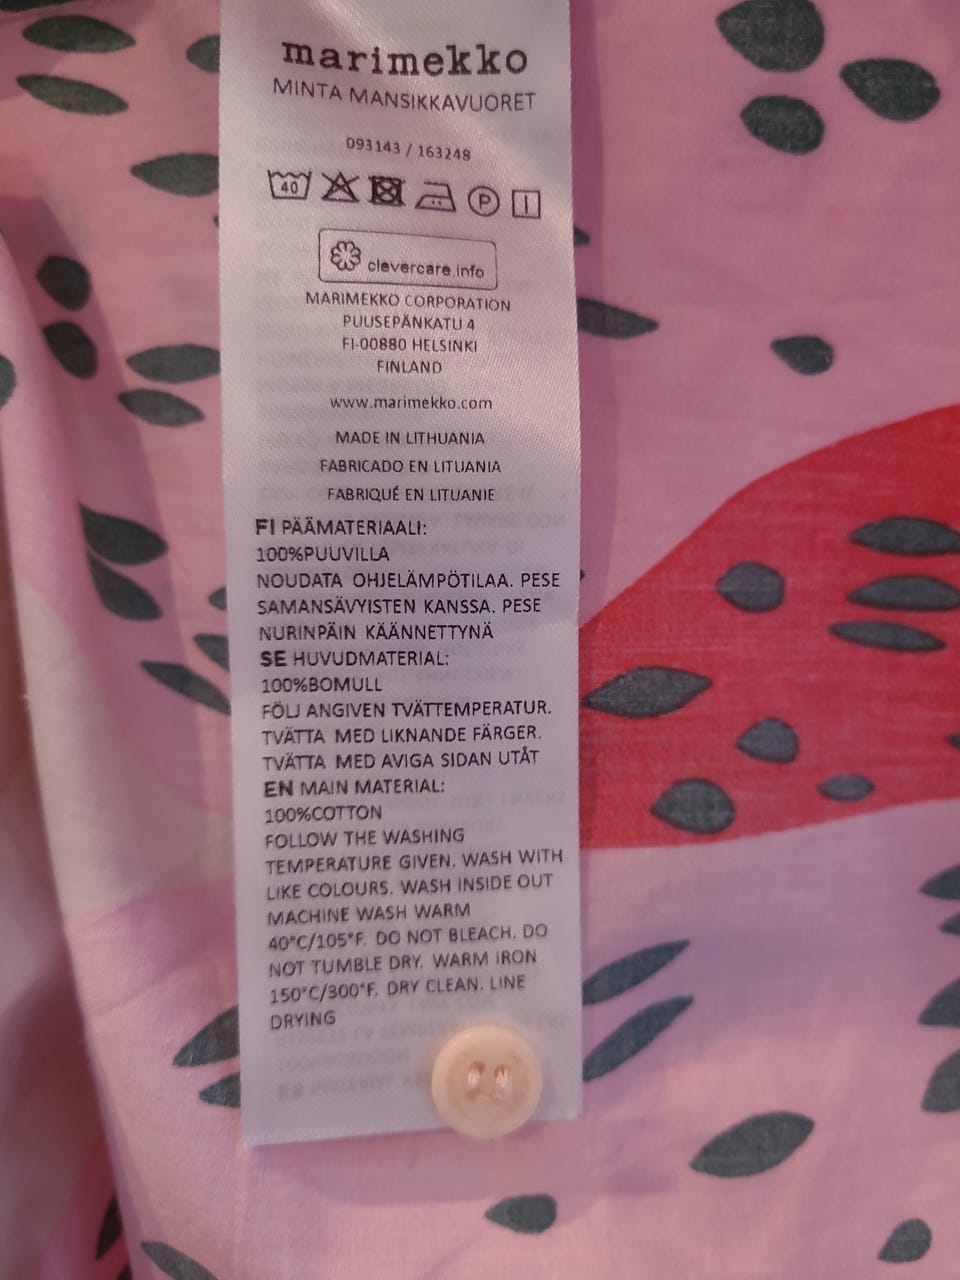 marimekko
MINTA MANSIKKAVUORET
093143 / 163248
40 P
clevercare.info
MARIMEKKO CORPORATION
PUUSEPÄNKATU 4
FI-00880 HELSINKI
FINLAND
www.marimekko.com
MADE IN LITHUANIA
FABRICADO EN LITUANIA
FABRIQUÉ EN LITUANIE
FI PÄÄMATERIAALI:
100%PUUVILLA
NOUDATA OHJELÄMPÖTILAA. PESE
SAMANSÄVYISTEN KANSSA. PESE
NURINPÄIN KÄÄNNETTYNÄ
SE HUVUDMATERIAL:
100%BOMULL
FÖLJ ANGIVEN TVÄTTEMPERATUR.
TVÄTTA MED LIKNANDE FÄRGER.
TVÄTTA MED AVIGA SIDAN UTÅT
EN MAIN MATERIAL:
100%COTTON
FOLLOW THE WASHING
TEMPERATURE GIVEN. WASH WITH
LIKE COLOURS. WASH INSIDE OUT
MACHINE WASH WARM
40°C/105°F. DO NOT BLEACH. DO
NOT TUMBLE DRY. WARM IRON
150°C/300°F. DRY CLEAN. LINE
DRYING